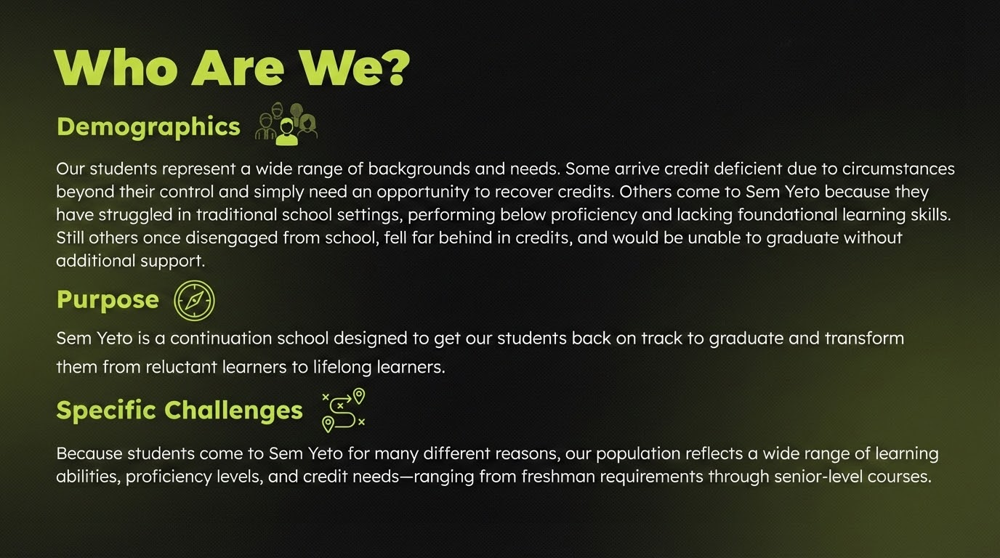 Who Are We?
Demographics
Our students represent a wide range of backgrounds and needs. Some arrive credit deficient due to circumstances
beyond their control and simply need an opportunity to recover credits. Others come to Sem Yeto because they
have struggled in traditional school settings, performing below proficiency and lacking foundational learning skills.
Still others once disengaged from school, fell far behind in credits, and would be unable to graduate without
additional support.
Purpose
Sem Yeto is a continuation school designed to get our students back on track to graduate and transform
them from reluctant learners to lifelong learners.
Specific Challenges
Because students come to Sem Yeto for many different reasons, our population reflects a wide range of learning
abilities, proficiency levels, and credit needs—ranging from freshman requirements through senior-level courses.